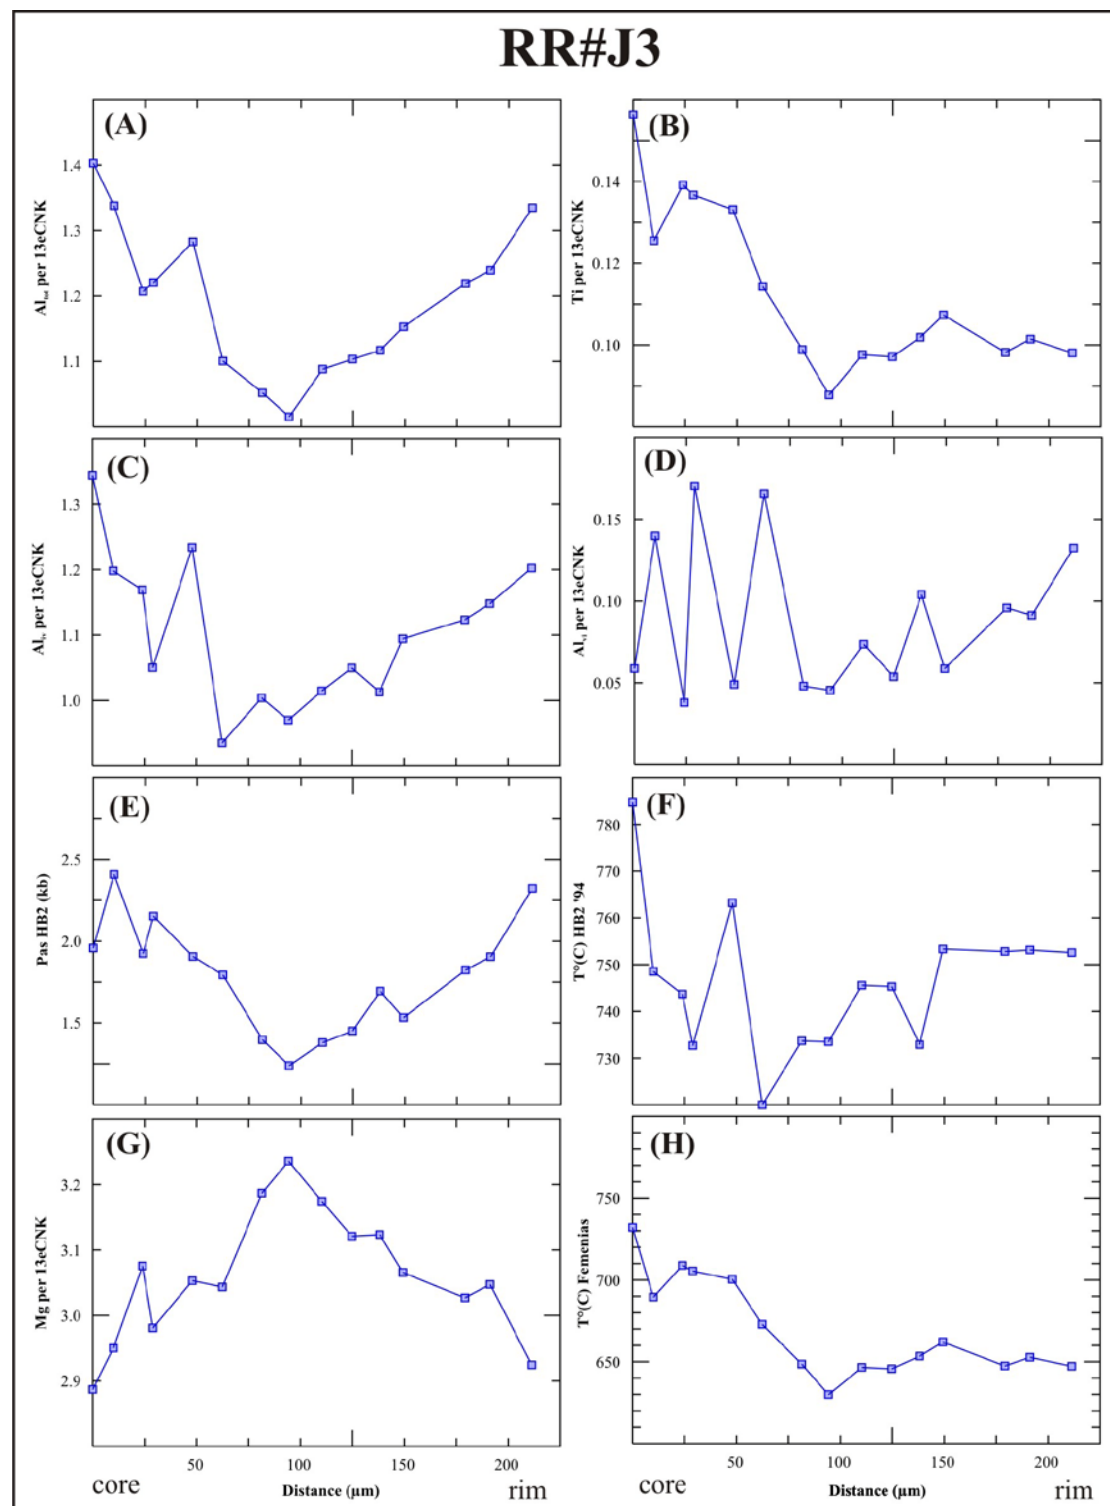 RR#J3
(A)
1.4
1.3
1.2
1.1
Al tot per 13eCNK
(B)
0.14
0.12
0.10
Ti per 13eCNK
(C)
1.3
1.2
1.1
1.0
Al iv per 13eCNK
(D)
0.15
0.10
0.05
Al vi per 13eCNK
(E)
2.5
2.0
1.5
Pas HB2 (kb)
(F)
780
770
760
750
740
730
T°(C) HB2 '94
(G)
3.2
3.1
3.0
2.9
Mg per 13eCNK
(H)
750
700
650
T°(C) Femenias
50 100 150 200
core Distance (µm) rim
50 100 150 200
core Distance (µm) rim